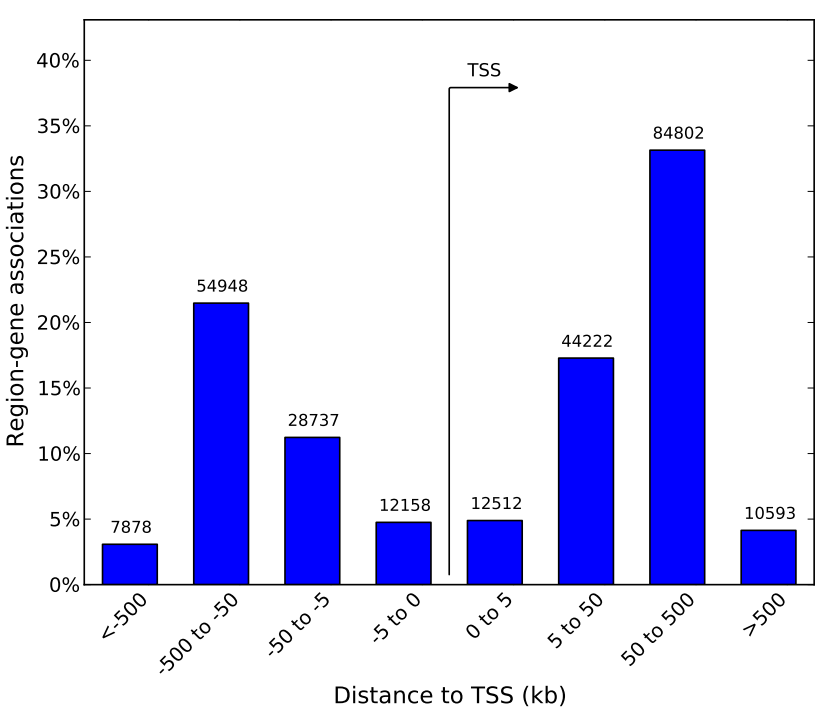 Region-gene associations
40%
35%
30%
25%
20%
15%
10%
5%
0%
TSS
7878
54948
28737
12158
12512
44222
84802
10593
<-500
-500 to -50
-50 to -5
-5 to 0
0 to 5
5 to 50
50 to 500
>500
Distance to TSS (kb)